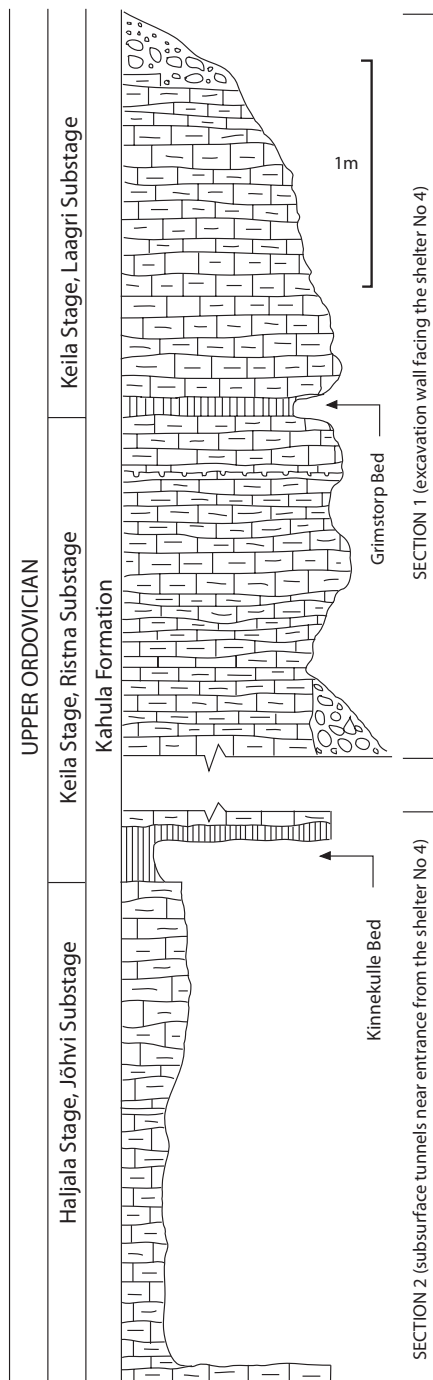 UPPER ORDOVICIAN
Haljala Stage, Jõhvi Substage
Keila Stage, Ristna Substage
Keila Stage, Laagri Substage
Kahula Formation
1m
Kinnekulle Bed
Grimstorp Bed
SECTION 2 (subsurface tunnels near entrance from the shelter No 4)
SECTION 1 (excavation wall facing the shelter No 4)